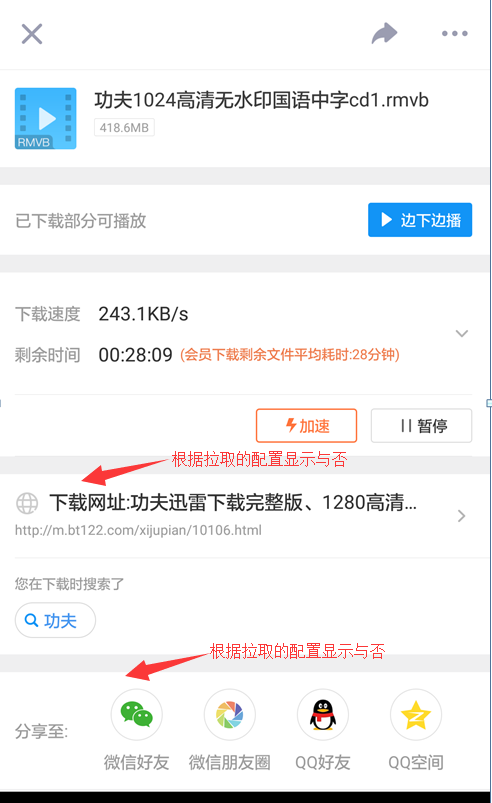 功夫1024高清无水印国语中字cd1.rmvb
RMVB
418.6MB
已下载部分可播放
边下边播
下载速度 243.1KB/s
剩余时间 00:28:09 (会员下载剩余文件平均耗时:28分钟)
加速 暂停
根据拉取的配置显示与否
下载网址:功夫迅雷下载完整版、1280高清...
http://m.bt122.com/xijupian/10106.html
您在下载时搜索了
功夫
根据拉取的配置显示与否
分享至:
微信好友 微信朋友圈 QQ好友 QQ空间